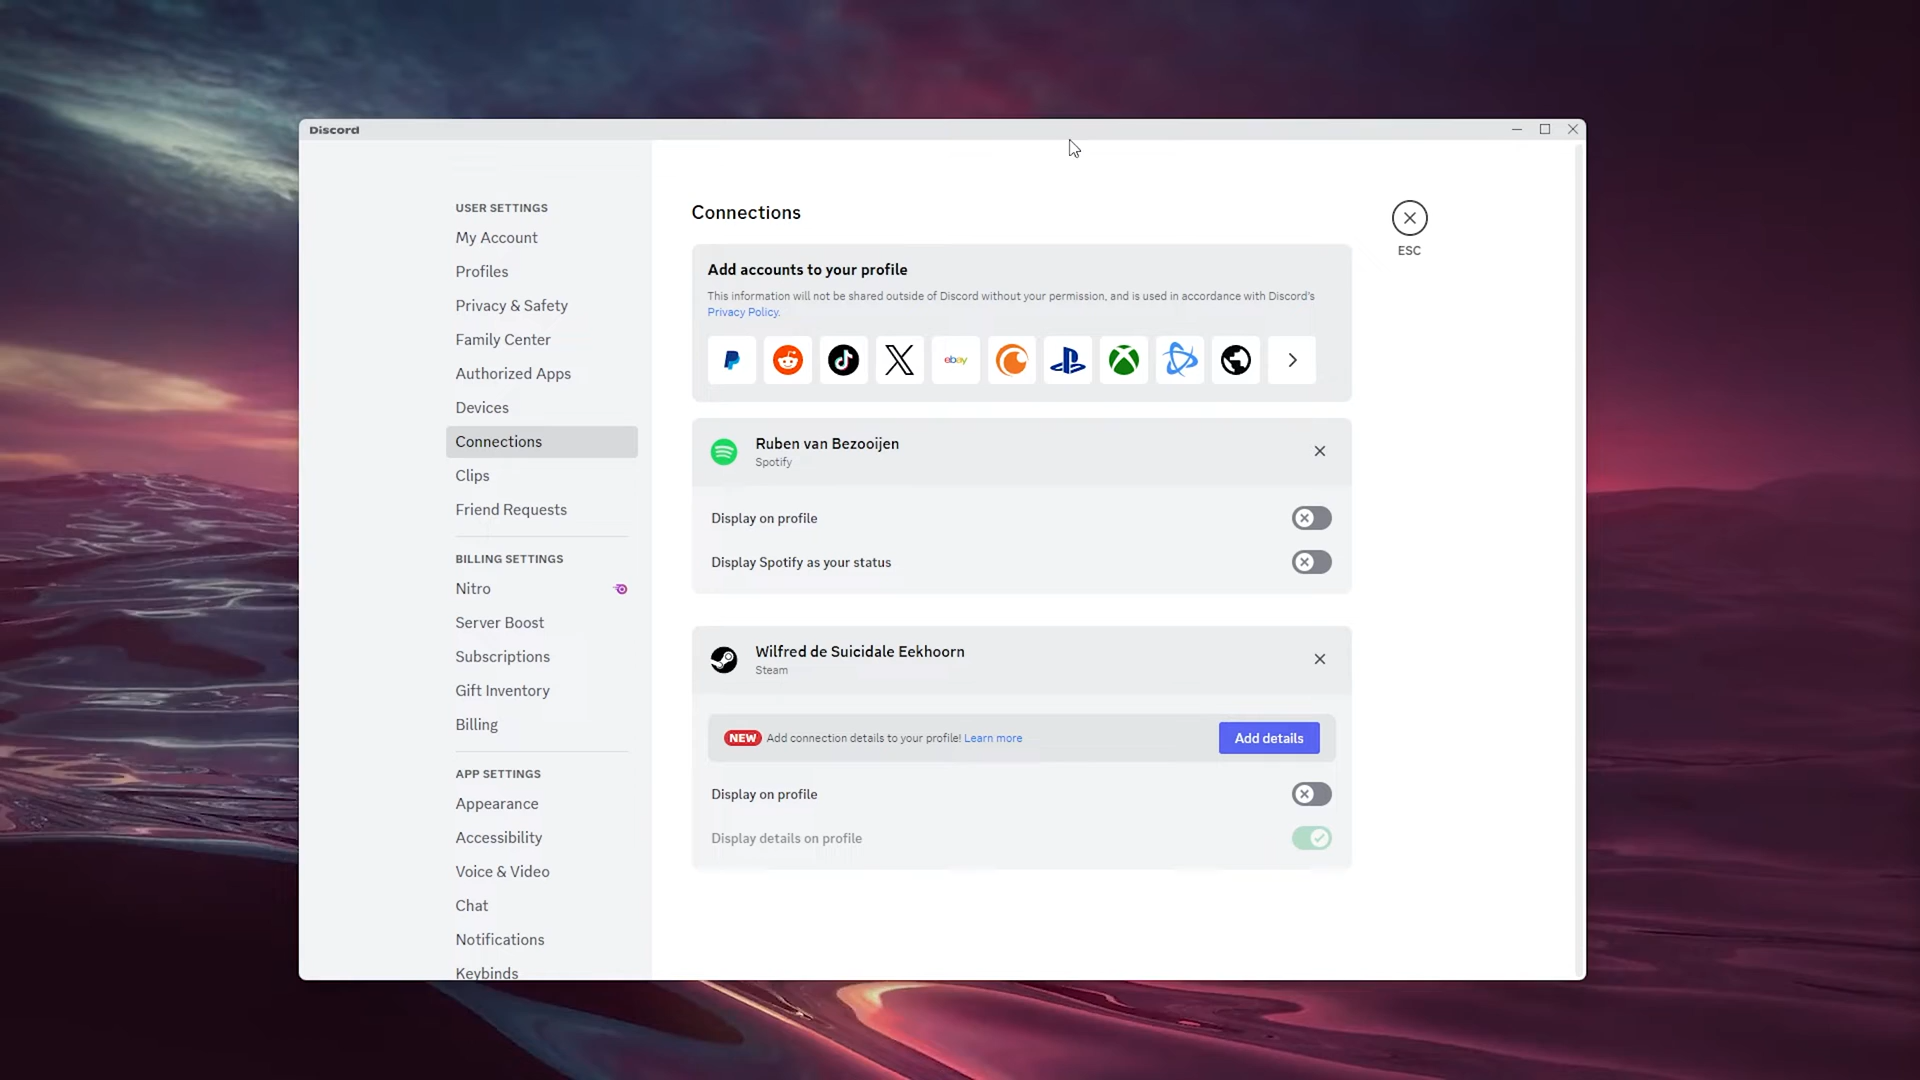 Discord
USER SETTINGS
My Account
Profiles
Privacy & Safety
Family Center
Authorized Apps
Devices
Connections
Clips
Friend Requests
BILLING SETTINGS
Nitro
Server Boost
Subscriptions
Gift Inventory
Billing
APP SETTINGS
Appearance
Accessibility
Voice & Video
Chat
Notifications
Keybinds
Connections
ESC
Add accounts to your profile
This information will not be shared outside of Discord without your permission, and is used in accordance with Discord's
Privacy Policy.
ebay
Ruben van Bezooijen
Spotify
Display on profile
Display Spotify as your status
Wilfred de Suicidale Eekhoorn
Steam
NEW Add connection details to your profile! Learn more
Add details
Display on profile
Display details on profile